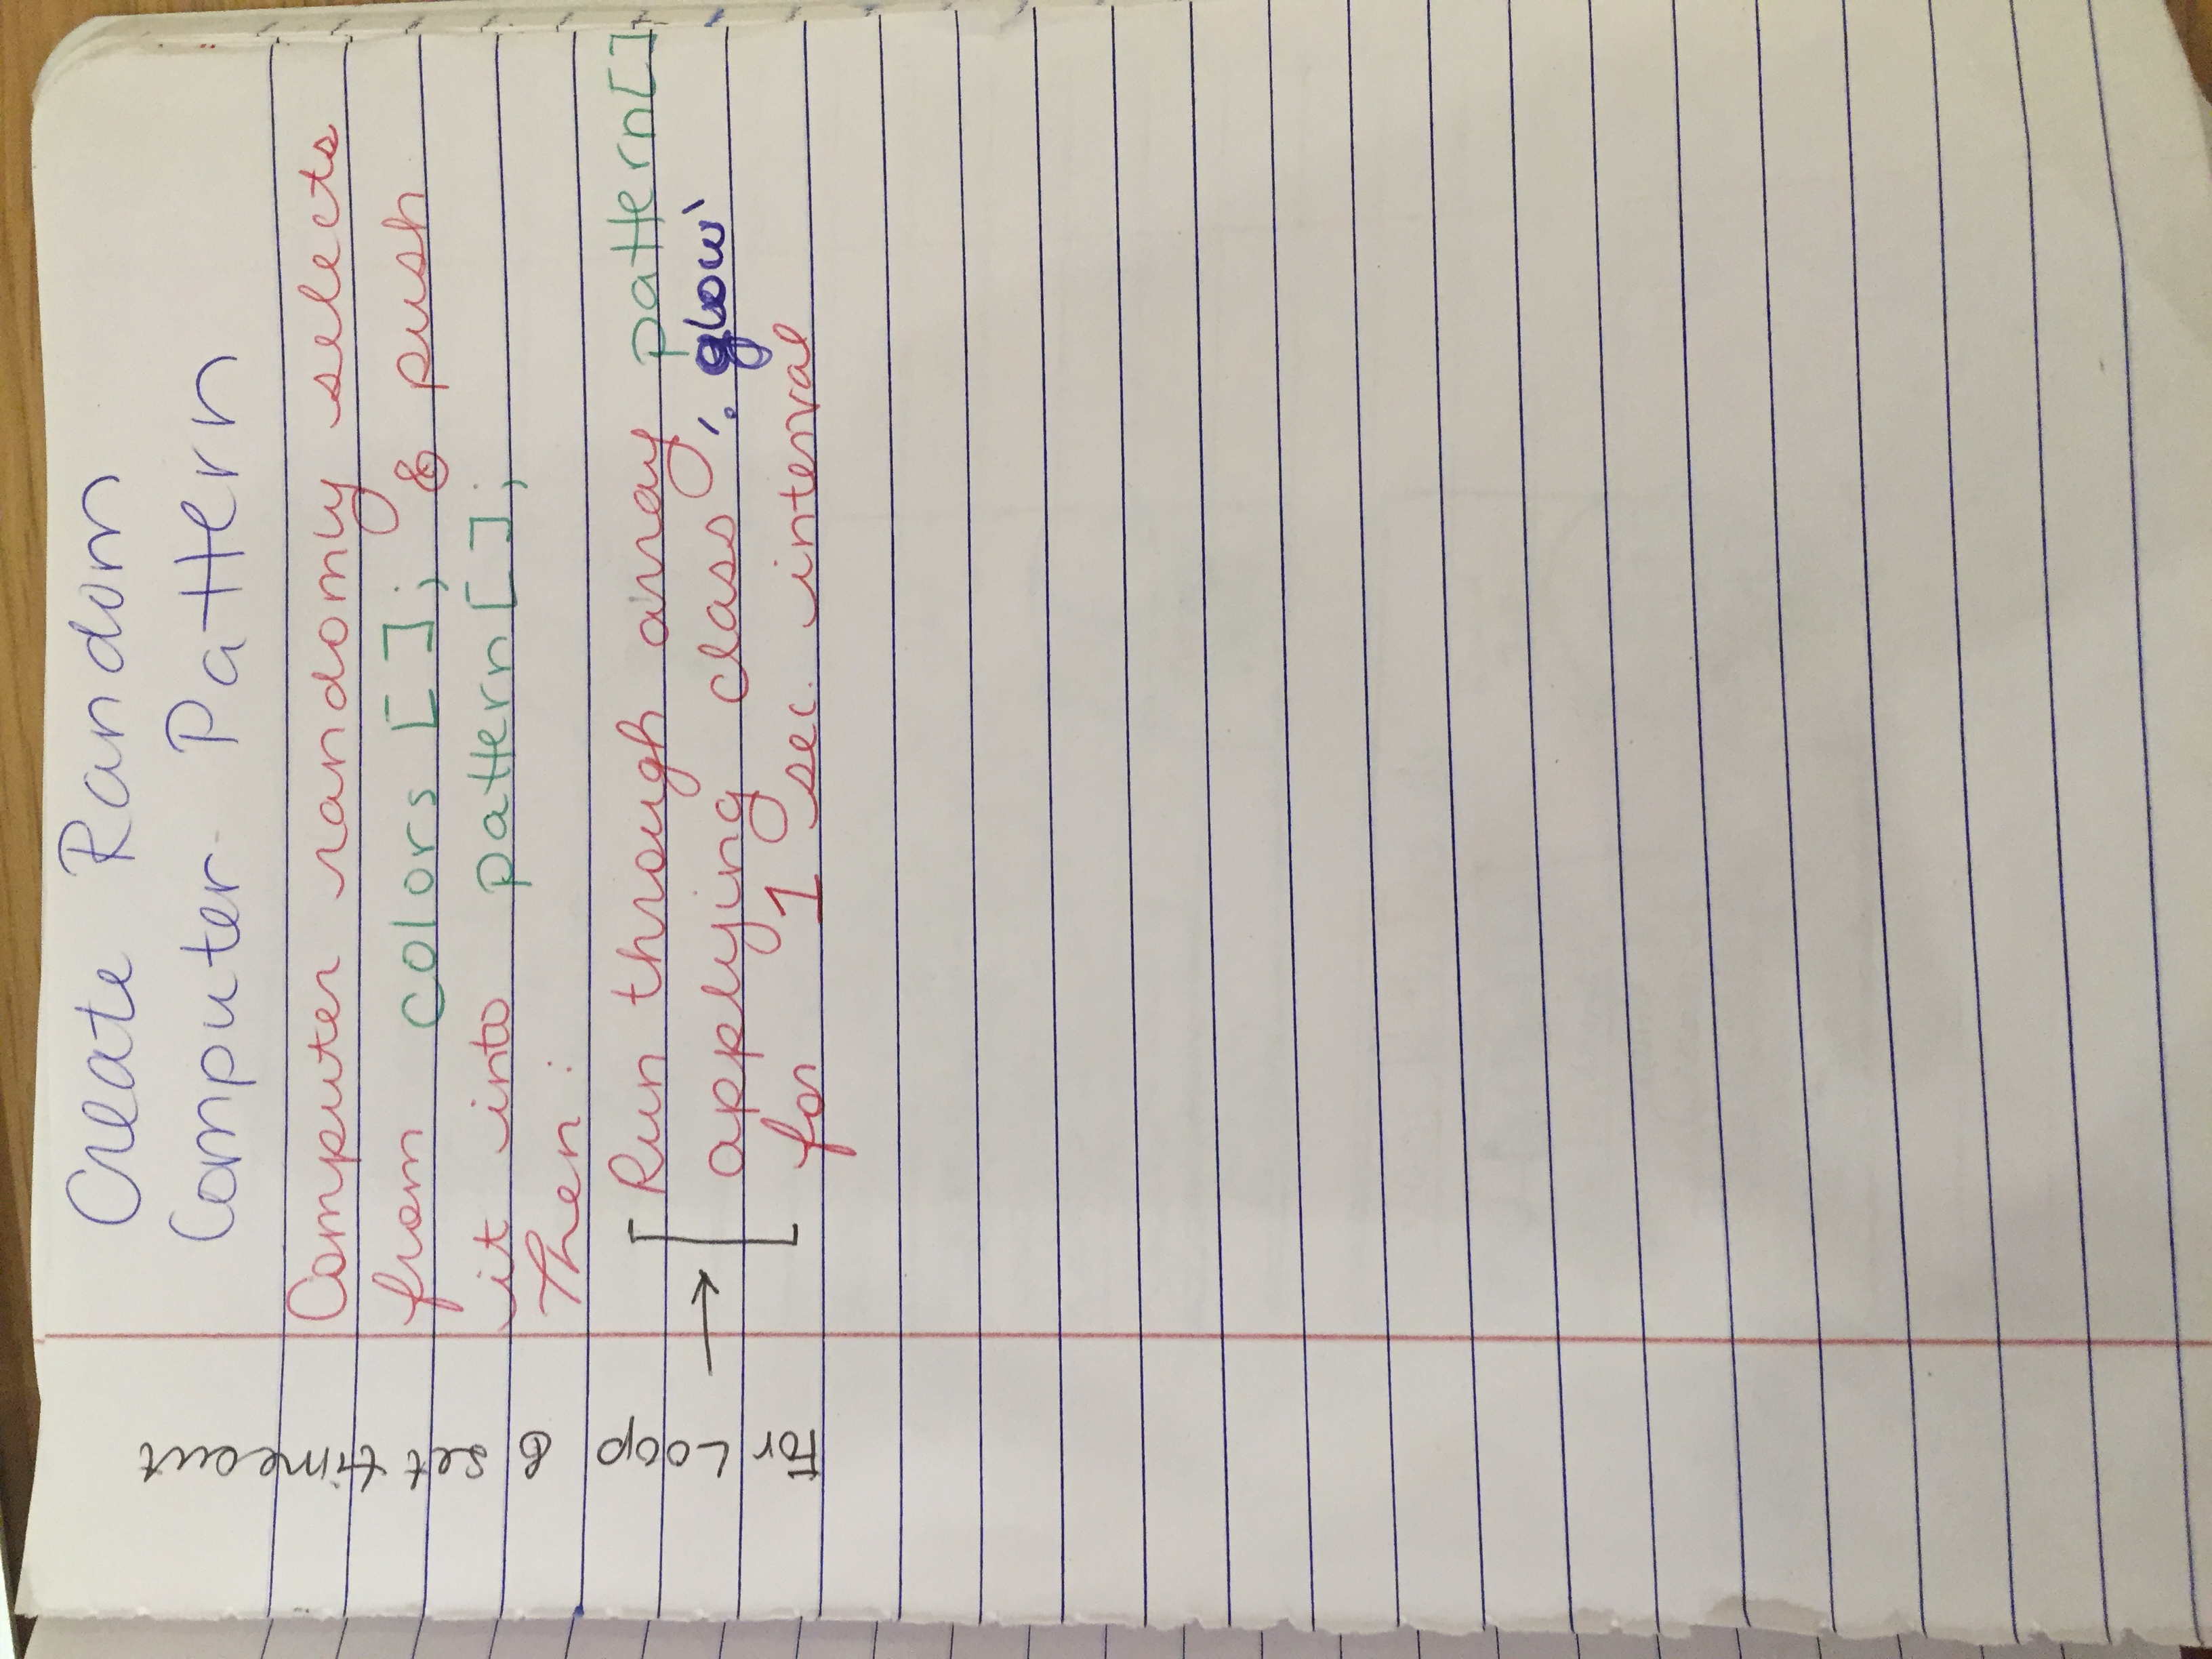 Create Random
Computer Pattern
Computer randomly selects
from colors []; & push
it into pattern[];
Then:
Run through array pattern[]
applying class '.glow'
for 1 sec. interval
For Loop & set timeout